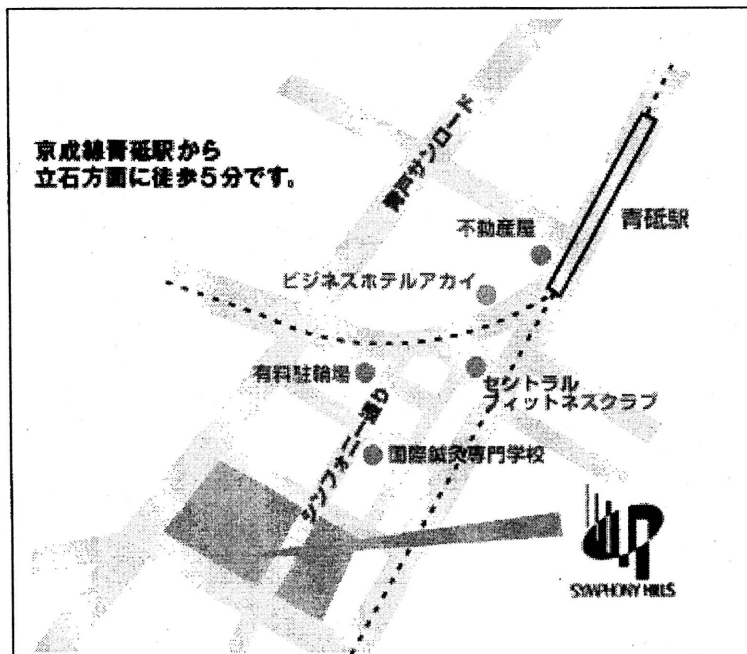 京成線青砥駅から
立石方面に徒歩5分です。
青戸サンロード
不動産屋
青砥駅
ビジネスホテルアカイ
有料駐輪場
セントラル
フィットネスクラブ
シンフォニー通り
国際鍼灸専門学校
SYMPHONY HILLS